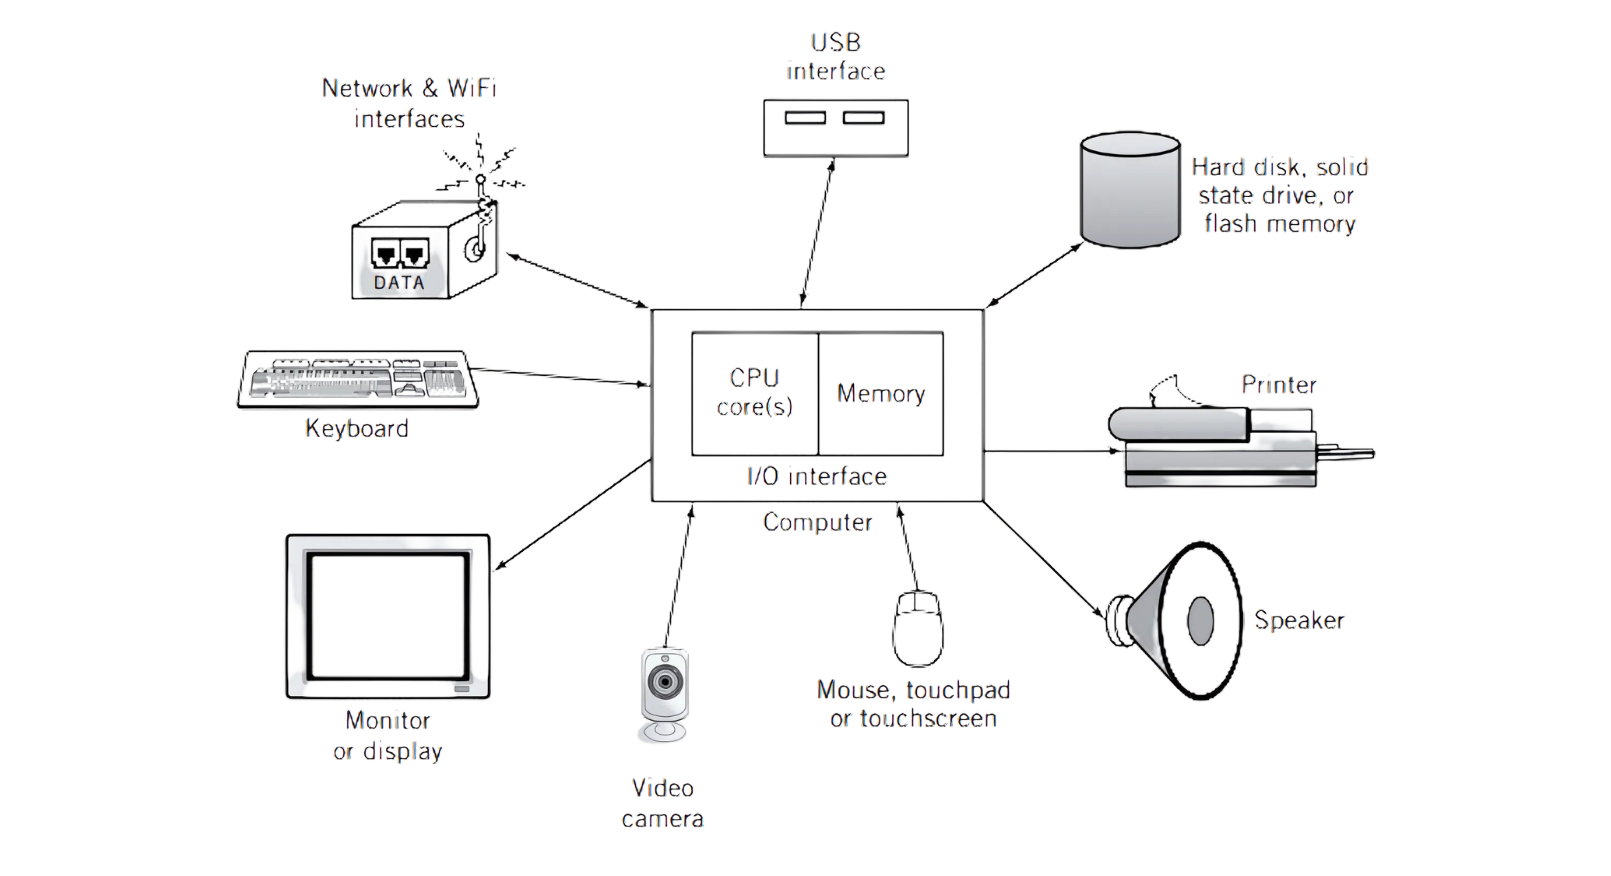 USB
interface
Network & WiFi
interfaces
Hard disk, solid
state drive, or
flash memory
DATA
CPU
core(s)
Memory
I/O interface
Computer
Keyboard
Printer
Speaker
Mouse, touchpad
or touchscreen
Monitor
or display
Video
camera